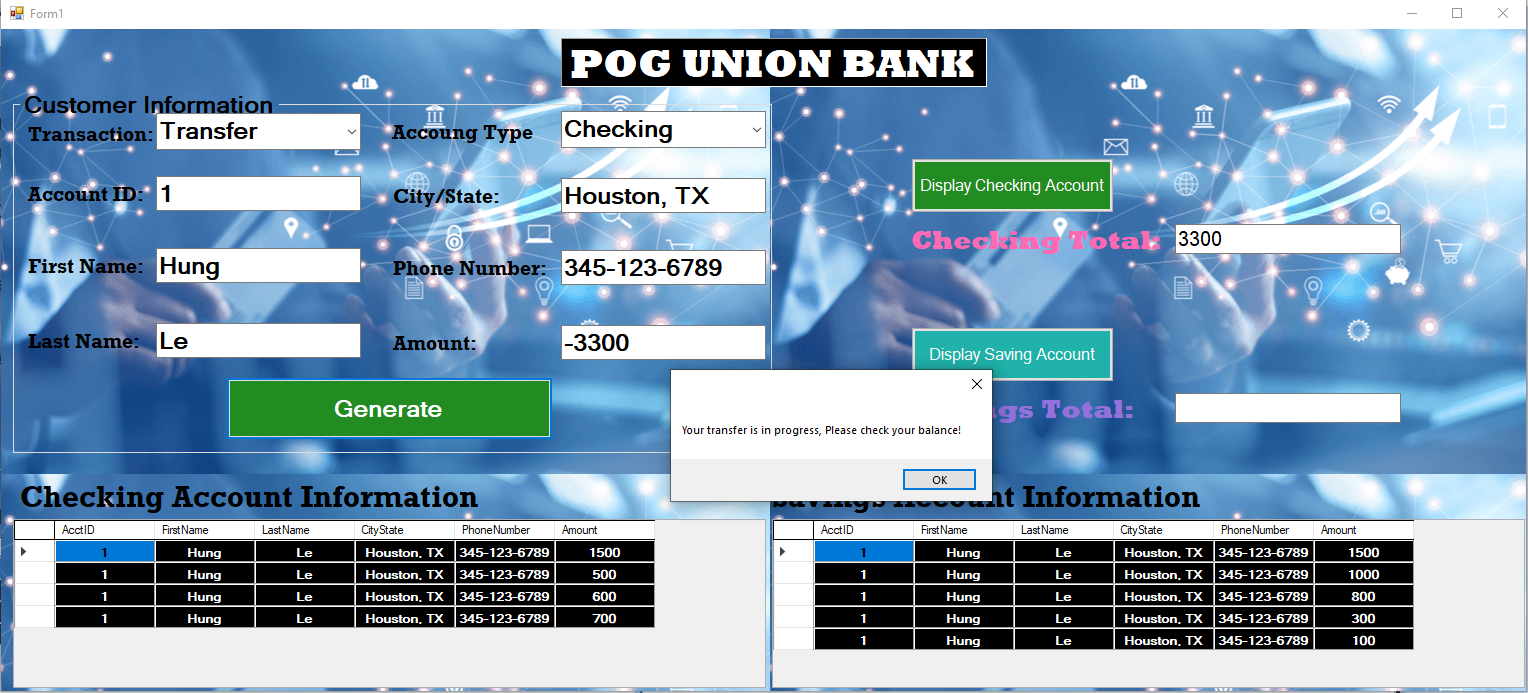 Form1
POG UNION BANK
Customer Information
Transaction: Transfer Accoung Type Checking
Account ID: 1 City/State: Houston, TX
First Name: Hung Phone Number: 345-123-6789
Last Name: Le Amount: -3300
Generate
Display Checking Account
Checking Total: 3300
Display Saving Account
Total:
Your transfer is in progress, Please check your balance!
OK
Checking Account Information
AcctID FirstName LastName CityState PhoneNumber Amount
1 Hung Le Houston, TX 345-123-6789 1500
1 Hung Le Houston, TX 345-123-6789 500
1 Hung Le Houston, TX 345-123-6789 600
1 Hung Le Houston, TX 345-123-6789 700
Savings Account Information
AcctID FirstName LastName CityState PhoneNumber Amount
1 Hung Le Houston, TX 345-123-6789 1500
1 Hung Le Houston, TX 345-123-6789 1000
1 Hung Le Houston, TX 345-123-6789 800
1 Hung Le Houston, TX 345-123-6789 300
1 Hung Le Houston, TX 345-123-6789 100